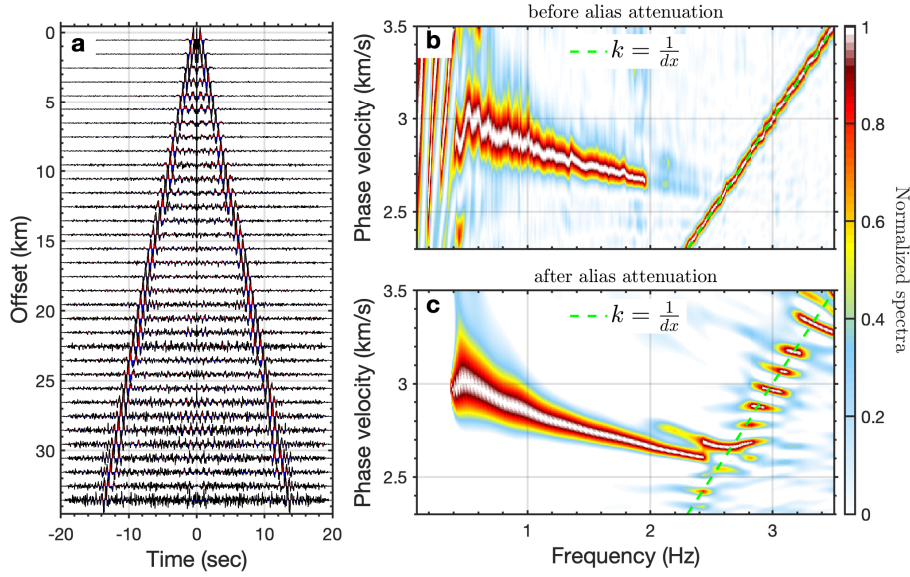 a
Offset (km)
0
5
10
15
20
25
30
-20
-10
0
10
20
Time (sec)
before alias attenuation
b
k = 1/dx
Phase velocity (km/s)
3.5
3
2.5
1
2
3
after alias attenuation
c
k = 1/dx
Phase velocity (km/s)
3.5
3
2.5
1
2
3
Frequency (Hz)
1
0.8
0.6
0.4
0.2
0
Normalized spectra